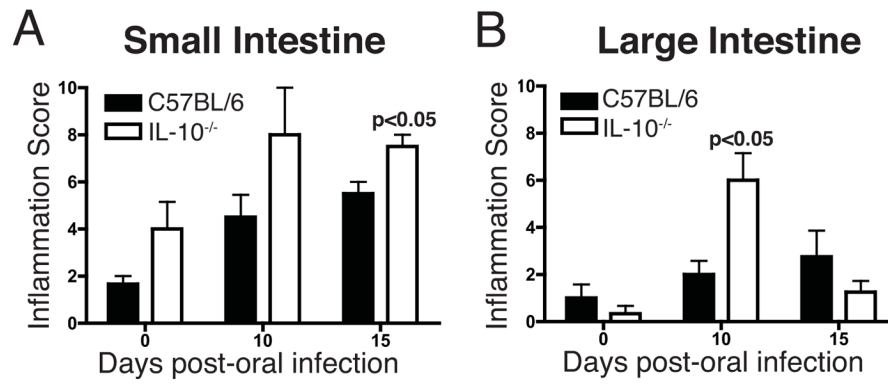 A
Small Intestine
Inflammation Score
10
8
6
4
2
0
C57BL/6
IL-10-/-
p<0.05
0
10
15
Days post-oral infection
B
Large Intestine
Inflammation Score
10
8
6
4
2
0
C57BL/6
IL-10-/-
p<0.05
0
10
15
Days post-oral infection